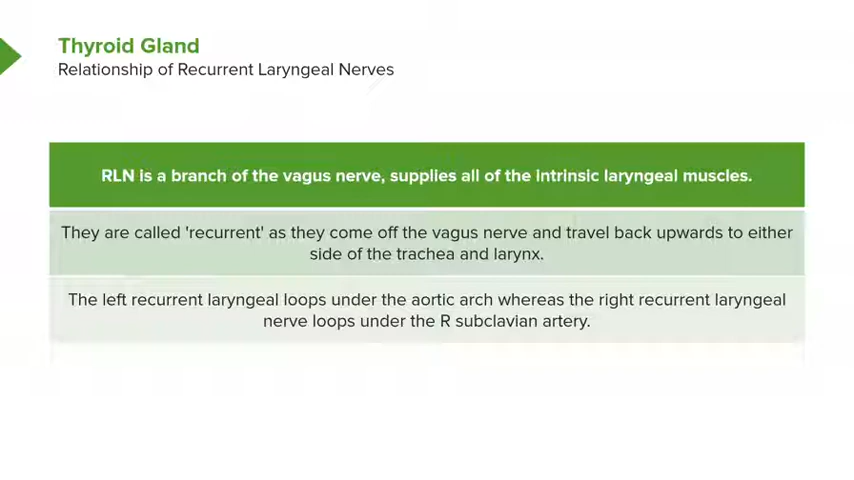 Thyroid Gland
Relationship of Recurrent Laryngeal Nerves
RLN is a branch of the vagus nerve, supplies all of the intrinsic laryngeal muscles.
They are called 'recurrent' as they come off the vagus nerve and travel back upwards to either
side of the trachea and larynx.
The left recurrent laryngeal loops under the aortic arch whereas the right recurrent laryngeal
nerve loops under the R subclavian artery.